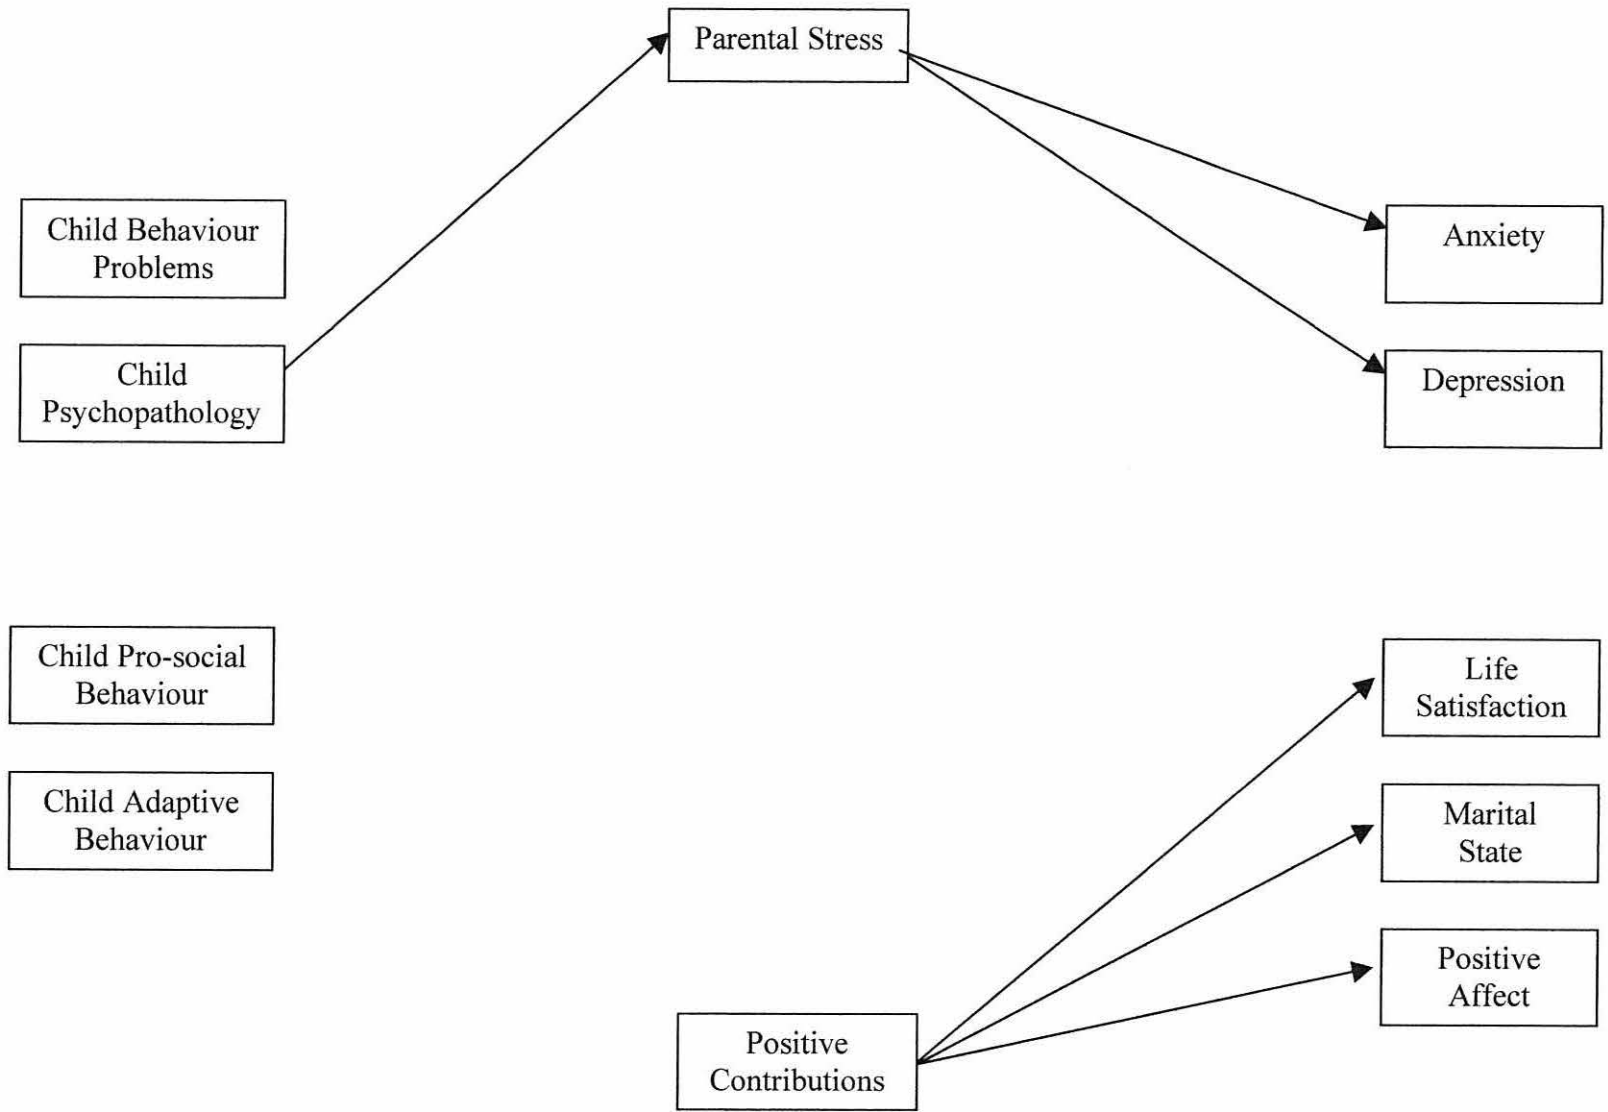 Parental Stress
Child Behaviour
Problems
Anxiety
Child
Psychopathology
Depression
Child Pro-social
Behaviour
Life
Satisfaction
Child Adaptive
Behaviour
Marital
State
Positive
Affect
Positive
Contributions